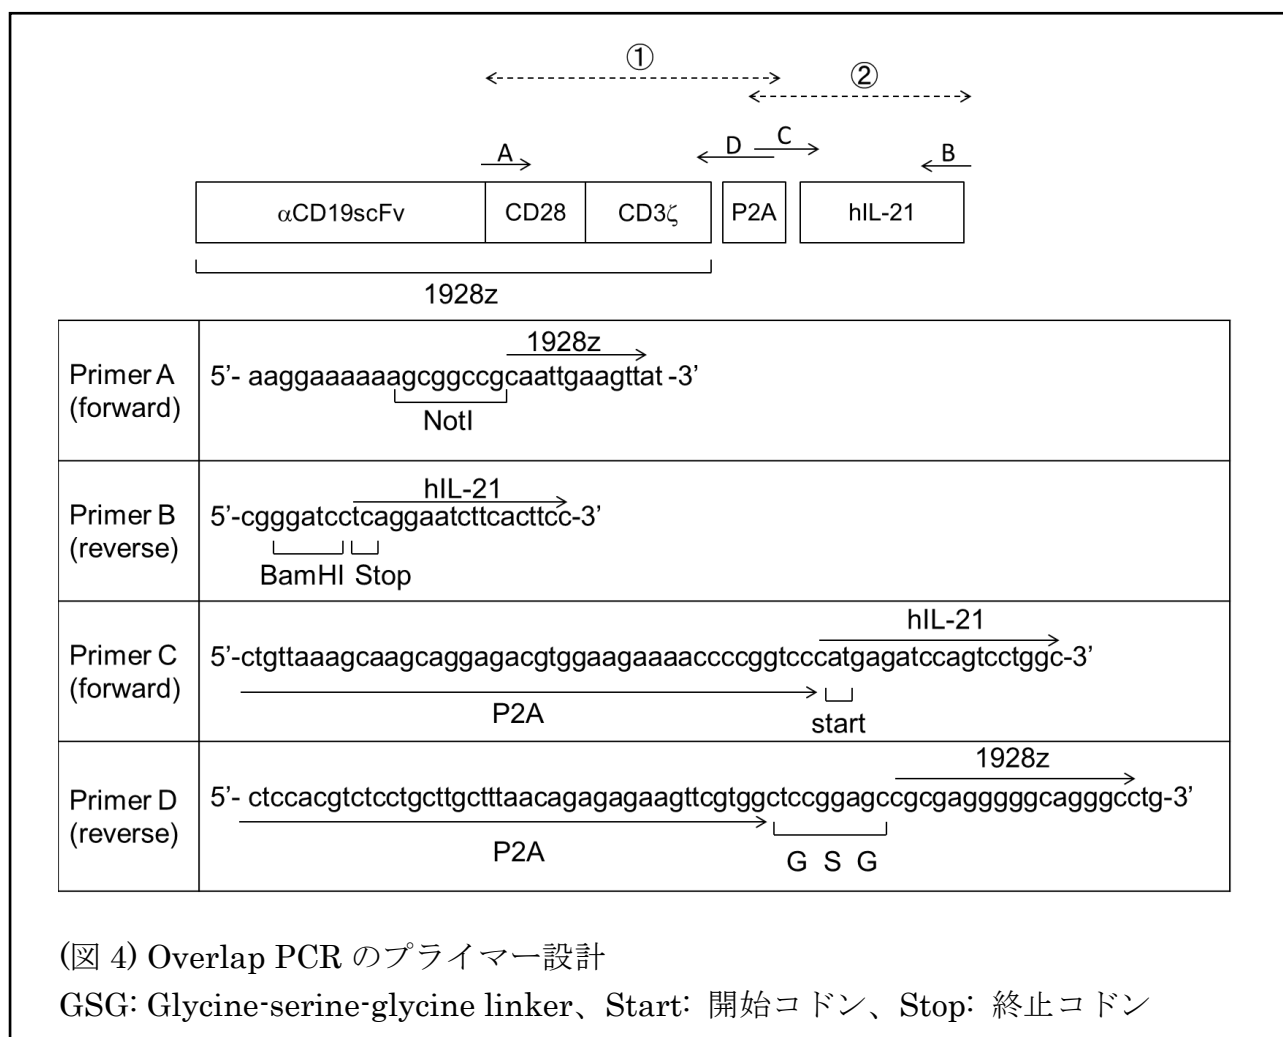 ①
②
A
D
C
B
αCD19scFv
CD28
CD3ζ
P2A
hIL-21
1928z
Primer A
(forward)
1928z
5’- aaggaaaaaagcggccgcaattgaagttat -3’
NotI
Primer B
(reverse)
hIL-21
5’-cgggatcctcaggaatcttcacttcc-3’
BamHI Stop
Primer C
(forward)
hIL-21
5’-ctgttaaagcaagcaggagacgtggaagaaaaccccggtcccatgagatccagtcctggc-3’
P2A
start
Primer D
(reverse)
1928z
5’- ctccacgtctcctgcttgctttaacagagagaagttcgtggctccggagccgcgagggggcagggcctg-3’
P2A
G S G
(図 4) Overlap PCR のプライマー設計
GSG: Glycine-serine-glycine linker、Start: 開始コドン、Stop: 終止コドン